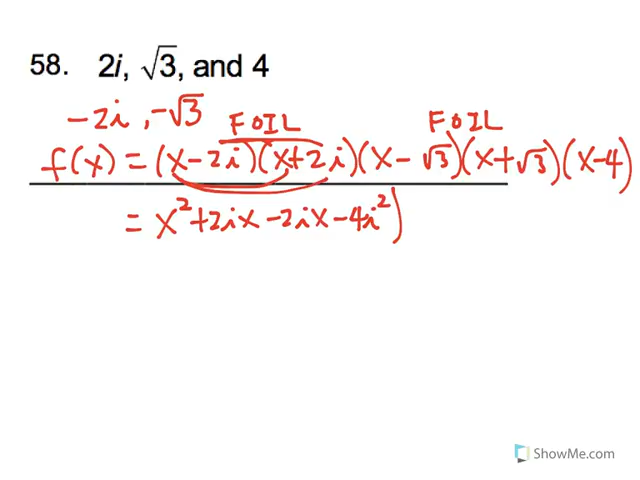 58. 2i, √3, and 4
-2i, -√3
FOIL FOIL
f(x) = (x-2i)(x+2i)(x-√3)(x+√3)(x-4)
= x²+2ix-2ix-4i²)
ShowMe.com